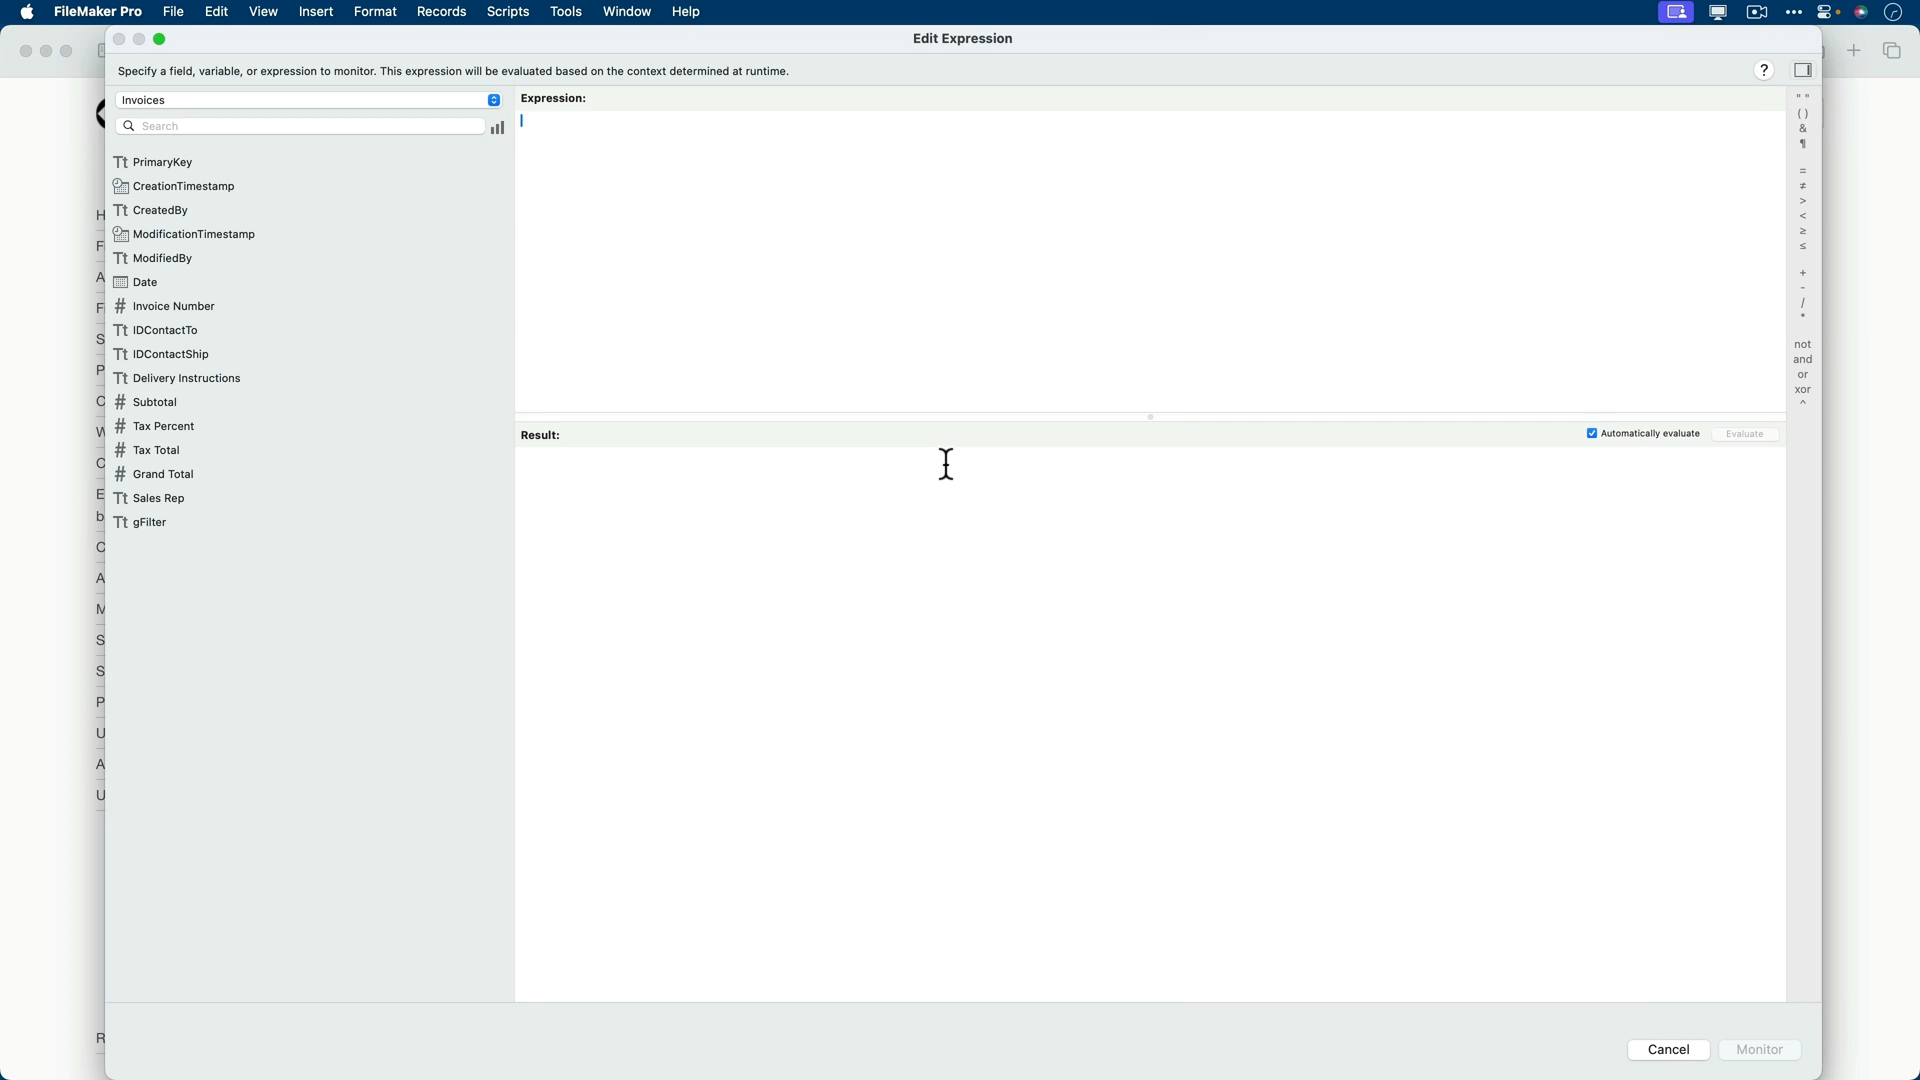 FileMaker Pro File Edit View Insert Format Records Scripts Tools Window Help
Edit Expression
Specify a field, variable, or expression to monitor. This expression will be evaluated based on the context determined at runtime.
?
Invoices
Search
PrimaryKey
CreationTimestamp
CreatedBy
ModificationTimestamp
ModifiedBy
Date
Invoice Number
IDContactTo
IDContactShip
Delivery Instructions
Subtotal
Tax Percent
Tax Total
Grand Total
Sales Rep
gFilter
Expression:
Result:
Automatically evaluate
Evaluate
" "
( )
&
¶
=
≠
>
<
≥
≤
+
-
/
*
not
and
or
xor
^
Cancel
Monitor